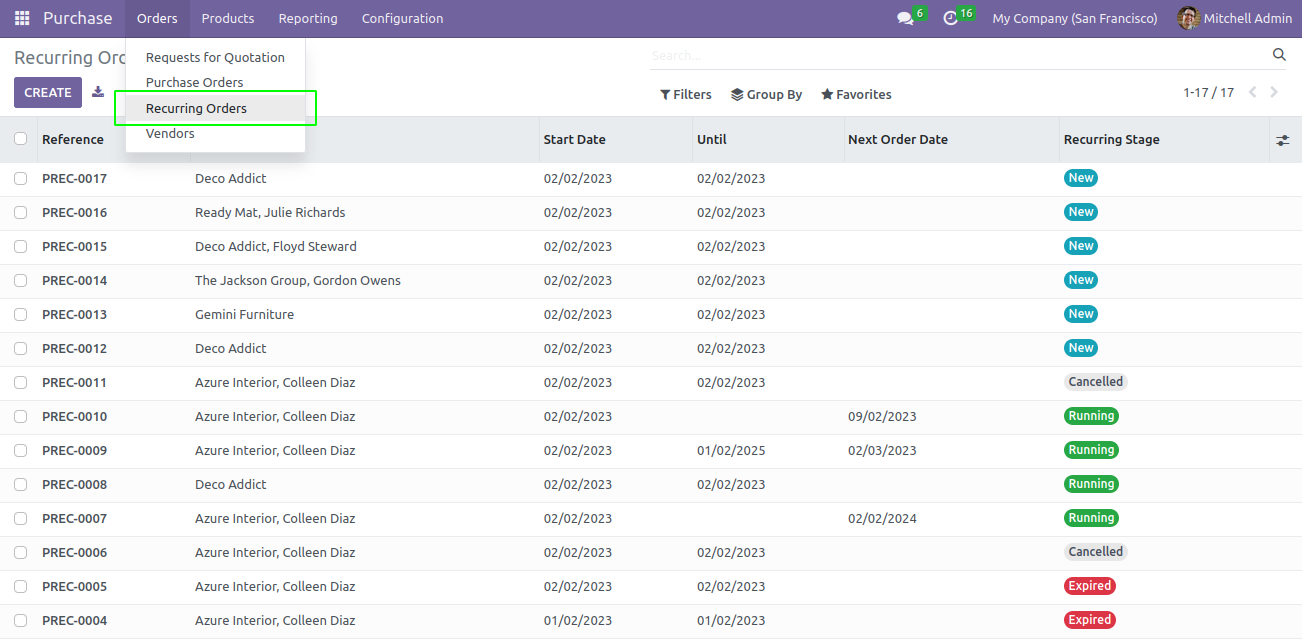 Purchase Orders Products Reporting Configuration 6 16 My Company (San Francisco) Mitchell Admin
Recurring Search...
Requests for Quotation
Purchase Orders
Recurring Orders
Vendors
CREATE Filters Group By Favorites 1-17 / 17
Reference Start Date Until Next Order Date Recurring Stage
PREC-0017 Deco Addict 02/02/2023 02/02/2023 New
PREC-0016 Ready Mat, Julie Richards 02/02/2023 02/02/2023 New
PREC-0015 Deco Addict, Floyd Steward 02/02/2023 02/02/2023 New
PREC-0014 The Jackson Group, Gordon Owens 02/02/2023 02/02/2023 New
PREC-0013 Gemini Furniture 02/02/2023 02/02/2023 New
PREC-0012 Deco Addict 02/02/2023 02/02/2023 New
PREC-0011 Azure Interior, Colleen Diaz 02/02/2023 02/02/2023 Cancelled
PREC-0010 Azure Interior, Colleen Diaz 02/02/2023 09/02/2023 Running
PREC-0009 Azure Interior, Colleen Diaz 02/02/2023 01/02/2025 02/03/2023 Running
PREC-0008 Deco Addict 02/02/2023 02/02/2023 Running
PREC-0007 Azure Interior, Colleen Diaz 02/02/2023 02/02/2024 Running
PREC-0006 Azure Interior, Colleen Diaz 02/02/2023 02/02/2023 Cancelled
PREC-0005 Azure Interior, Colleen Diaz 02/02/2023 02/02/2023 Expired
PREC-0004 Azure Interior, Colleen Diaz 01/02/2023 02/02/2023 Expired